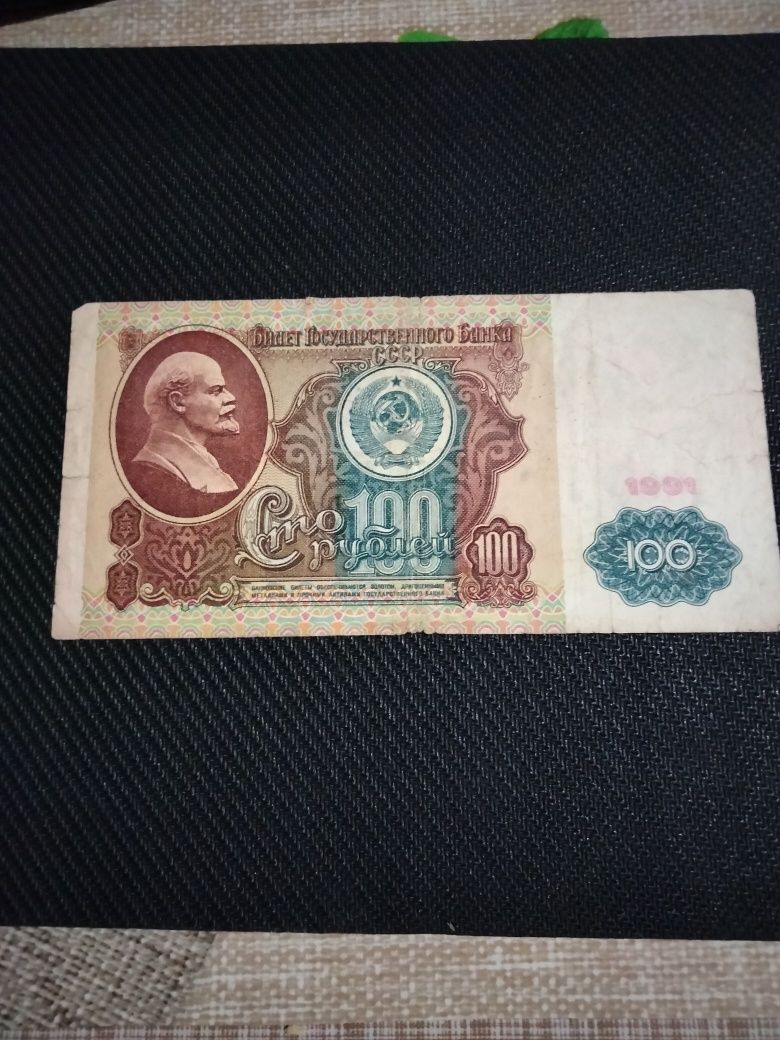 Билет Государственного Банка
СССР
Сто 100
рублей
100
БАНКОВСКИЕ БИЛЕТЫ ОБЕСПЕЧИВАЮТСЯ ЗОЛОТОМ, ДРАГОЦЕННЫМИ
МЕТАЛЛАМИ И ПРОЧИМИ АКТИВАМИ ГОСУДАРСТВЕННОГО БАНКА
1991
100